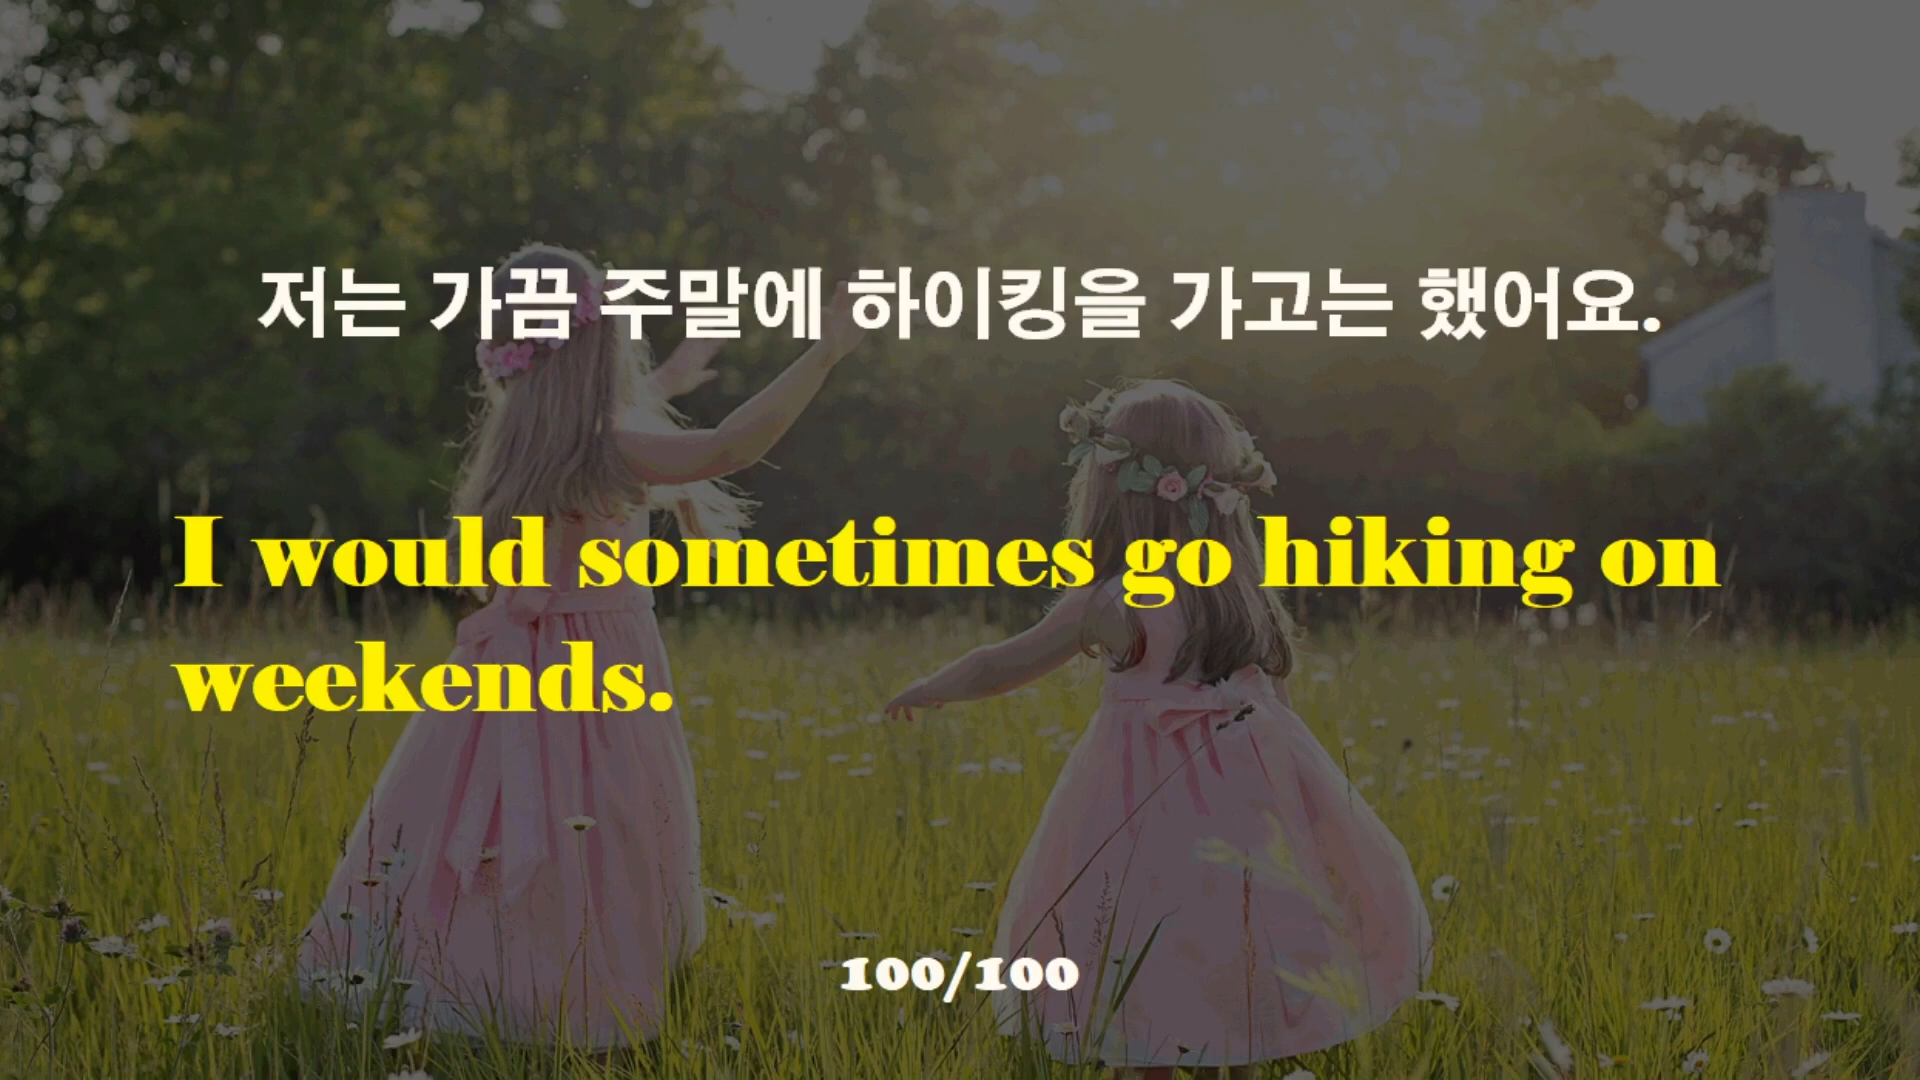 저는 가끔 주말에 하이킹을 가고는 했어요.
I would sometimes go hiking on
weekends.
100/100